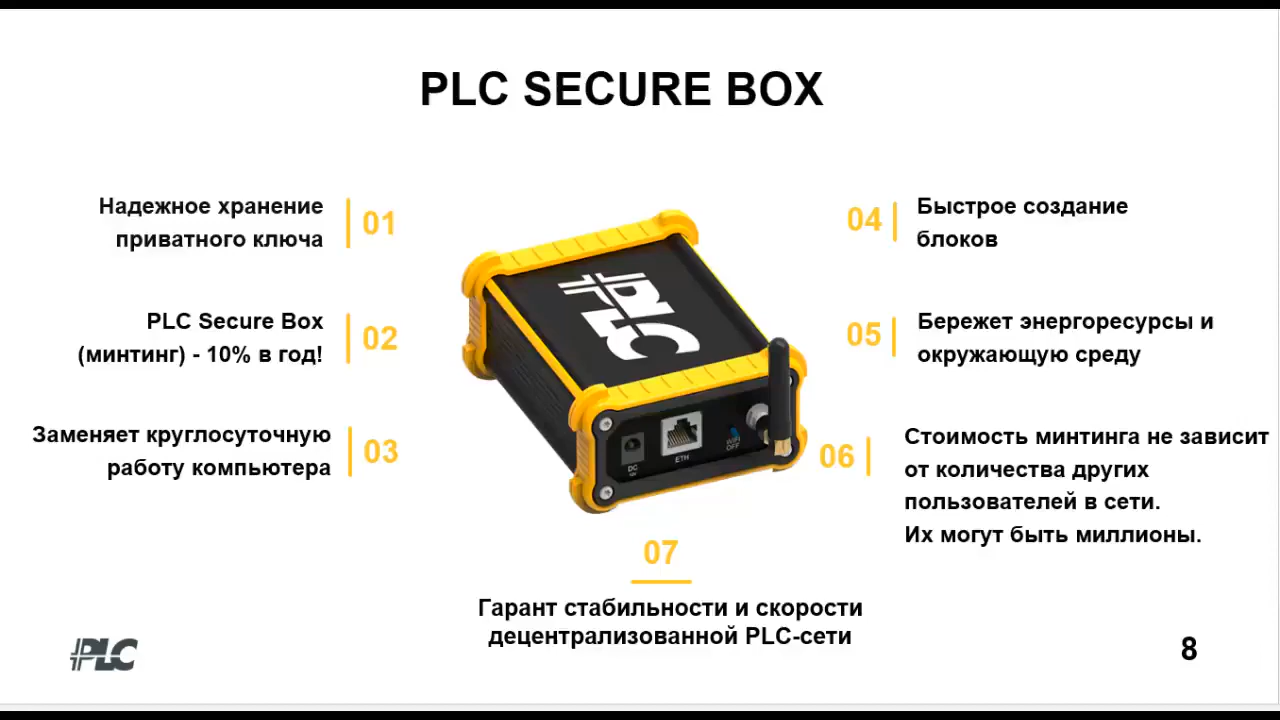 PLC SECURE BOX
Надежное хранение
приватного ключа
01
PLC Secure Box
(минтинг) - 10% в год!
02
Заменяет круглосуточную
работу компьютера
03
04
Быстрое создание
блоков
05
Бережет энергоресурсы и
окружающую среду
06
Стоимость минтинга не зависит
от количества других
пользователей в сети.
Их могут быть миллионы.
PLC
DC
ETH
WiFi
OFF
07
Гарант стабильности и скорости
децентрализованной PLC-сети
PLC
8